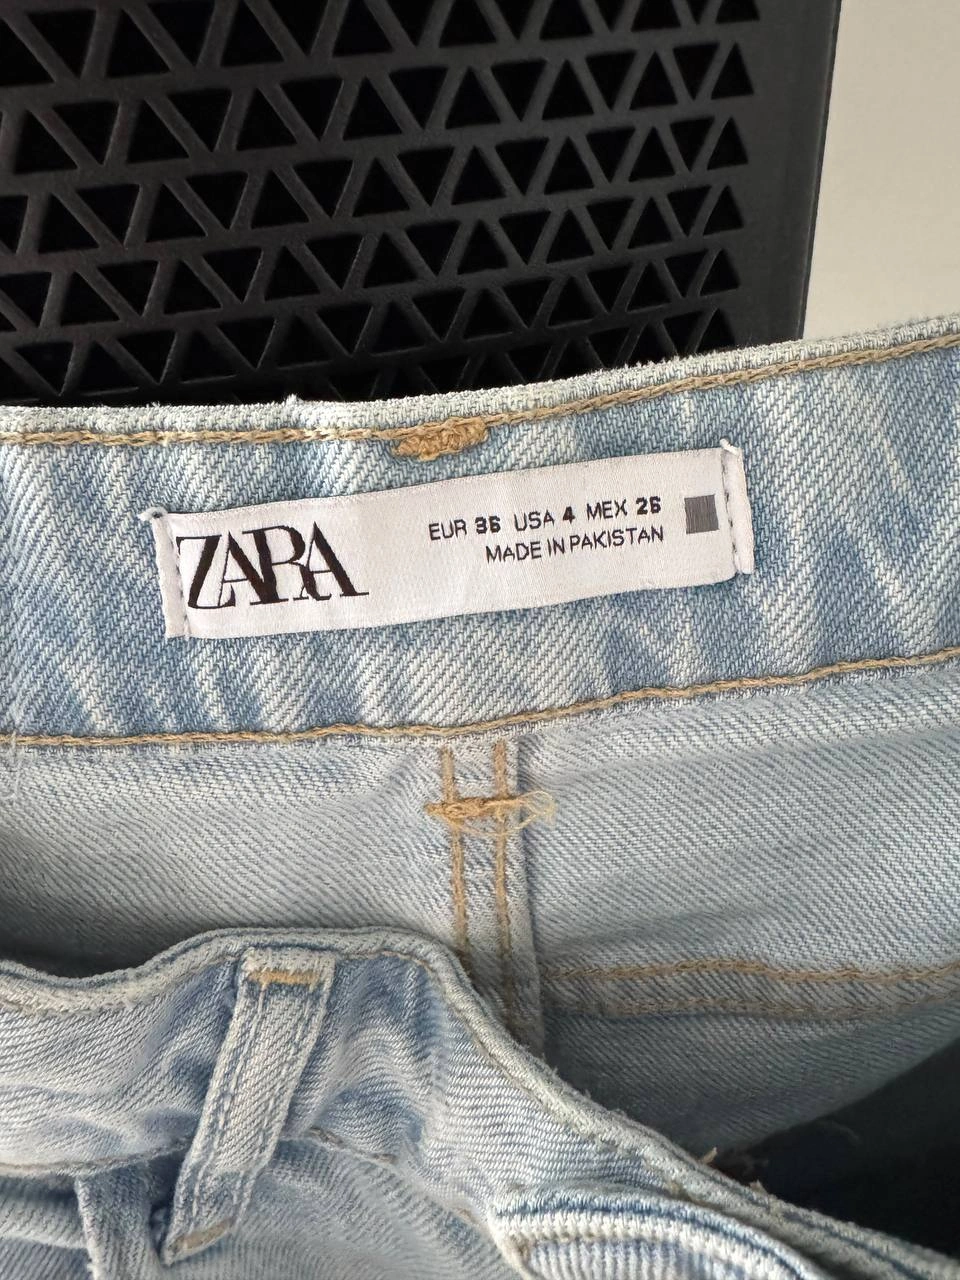 ZARA
EUR 36 USA 4 MEX 26
MADE IN PAKISTAN